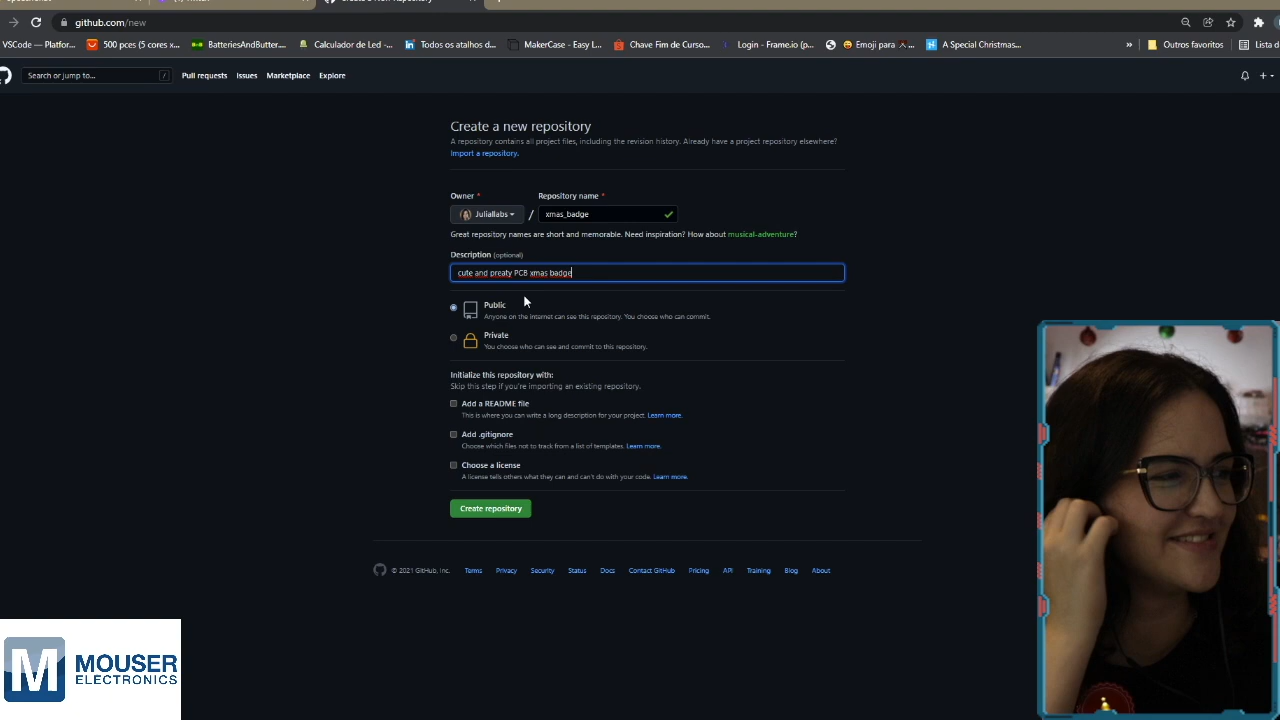 github.com/new
VSCode — Platfor...
500 pces (5 cores x...
BatteriesAndButter...
Calculador de Led -...
Todos os atalhos d...
MakerCase - Easy L...
Chave Fim de Curso...
Login - Frame.io (p...
Emoji para
A Special Christmas...
»
Outros favoritos
Lista d
Search or jump to... /
Pull requests Issues Marketplace Explore
Create a new repository
A repository contains all project files, including the revision history. Already have a project repository elsewhere?
Import a repository.
Owner * Repository name *
Juliallabs / xmas_badge
Great repository names are short and memorable. Need inspiration? How about musical-adventure?
Description (optional)
cute and preaty PCB xmas badge
Public
Anyone on the internet can see this repository. You choose who can commit.
Private
You choose who can see and commit to this repository.
Initialize this repository with:
Skip this step if you're importing an existing repository.
Add a README file
This is where you can write a long description for your project. Learn more.
Add .gitignore
Choose which files not to track from a list of templates. Learn more.
Choose a license
A license tells others what they can and can't do with your code. Learn more.
Create repository
© 2021 GitHub, Inc. Terms Privacy Security Status Docs Contact GitHub Pricing API Training Blog About
M MOUSER
ELECTRONICS